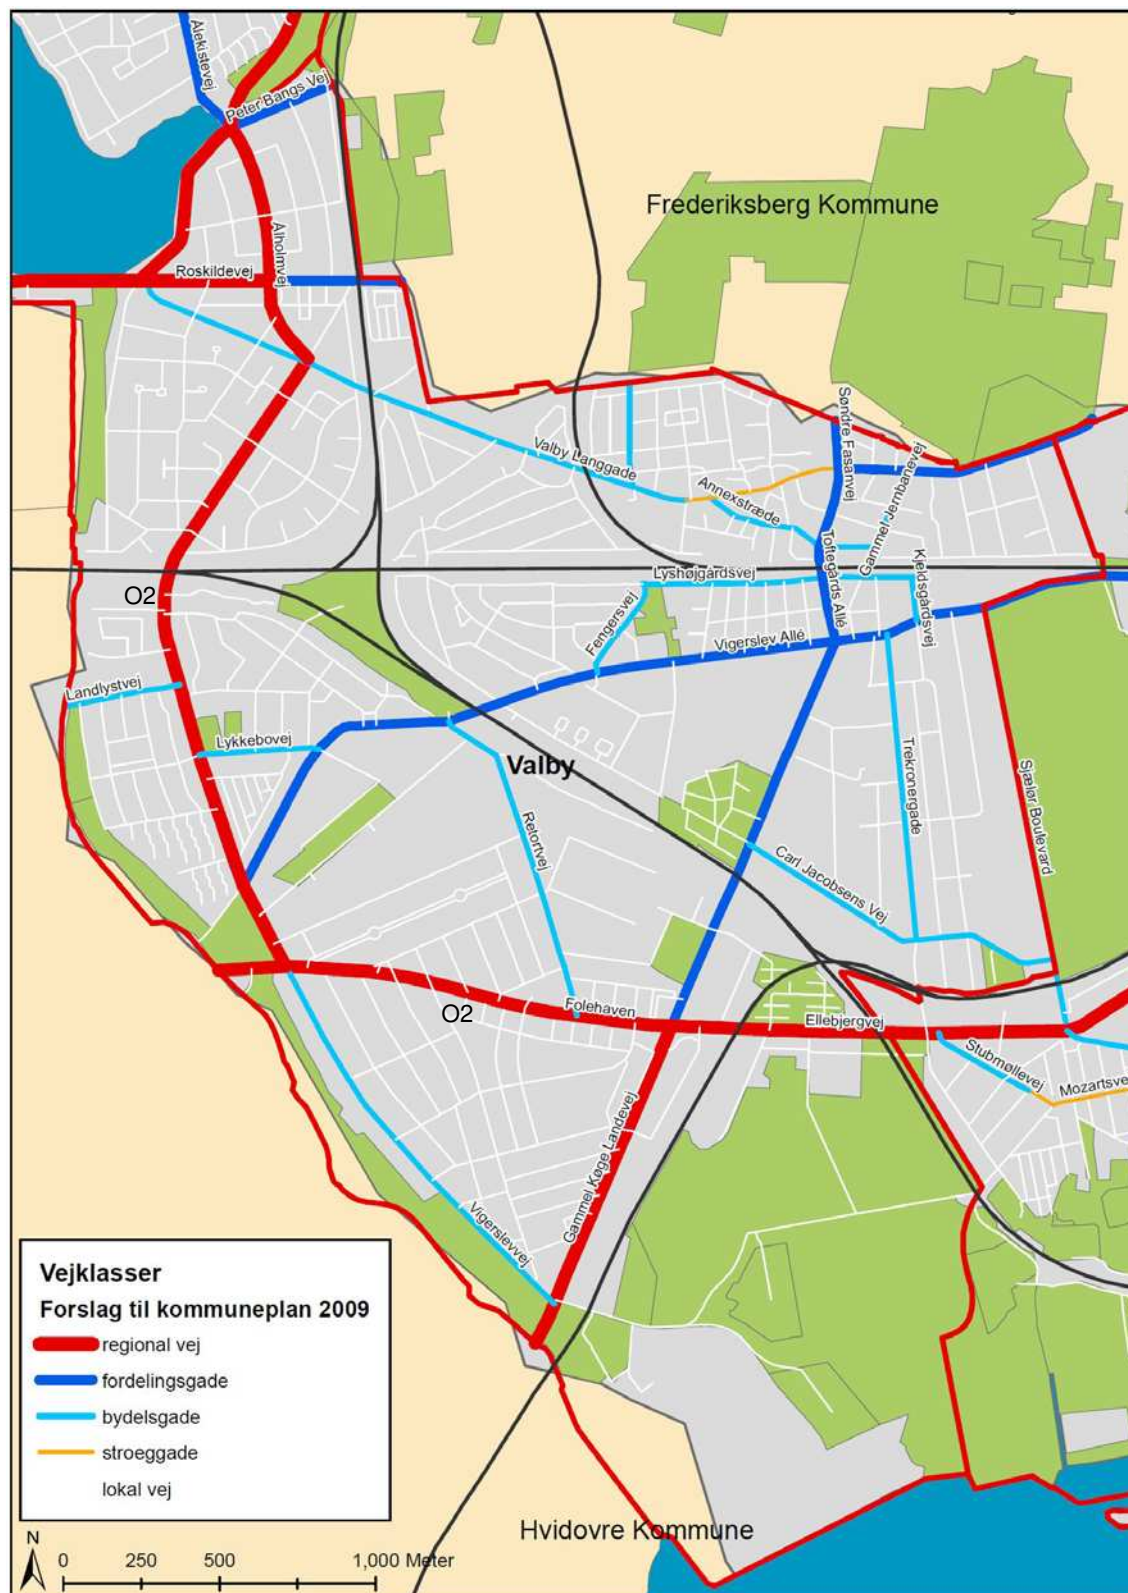 Ålekistevej
Peter Bangs Vej
Frederiksberg Kommune
Ålholmvej
Roskildevej
Søndre Fasanvej
Valby Langgade
Annexstræde
Gammel Jernbanevej
Toftegårds Allé
Lyshøjgårdsvej
Kjeldsgårdsvej
O2
Fengersvej
Vigerslev Allé
Landlystvej
Lykkebovej
Valby
Trekronergade
Sjælør Boulevard
Retortvej
Carl Jacobsens Vej
Folehaven
O2
Ellebjergvej
Stubmøllevej
Mozartsve
Gammel Køge Landevej
Vigerslevvej
Vejklasser
Forslag til kommuneplan 2009
regional vej
fordelingsgade
bydelsgade
stroeggade
lokal vej
Hvidovre Kommune
N
0 250 500 1,000 Meter